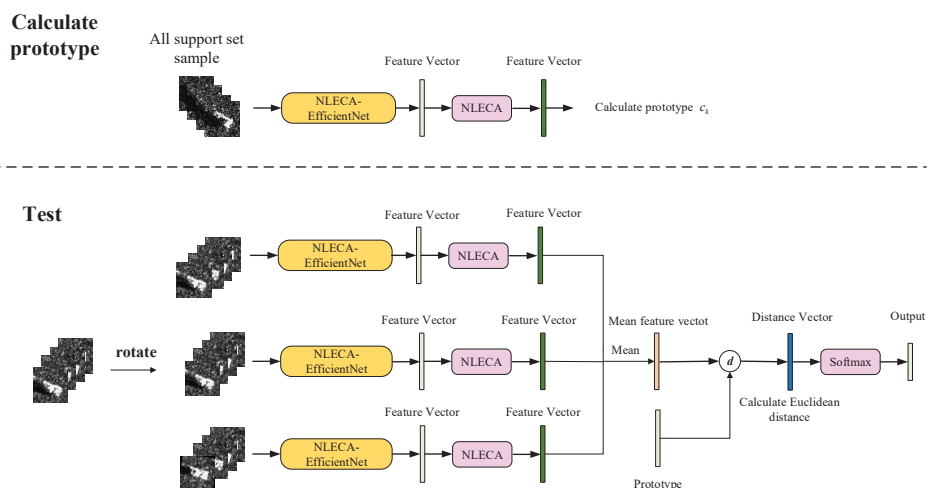 Calculate
prototype
All support set
sample
Feature Vector
Feature Vector
NLECA-
EfficientNet
NLECA
Calculate prototype ck
Test
Feature Vector
Feature Vector
NLECA-
EfficientNet
NLECA
rotate
Feature Vector
Feature Vector
NLECA-
EfficientNet
NLECA
Feature Vector
Feature Vector
NLECA-
EfficientNet
NLECA
Mean feature vectot
Mean
d
Distance Vector
Calculate Euclidean
distance
Softmax
Output
Prototype